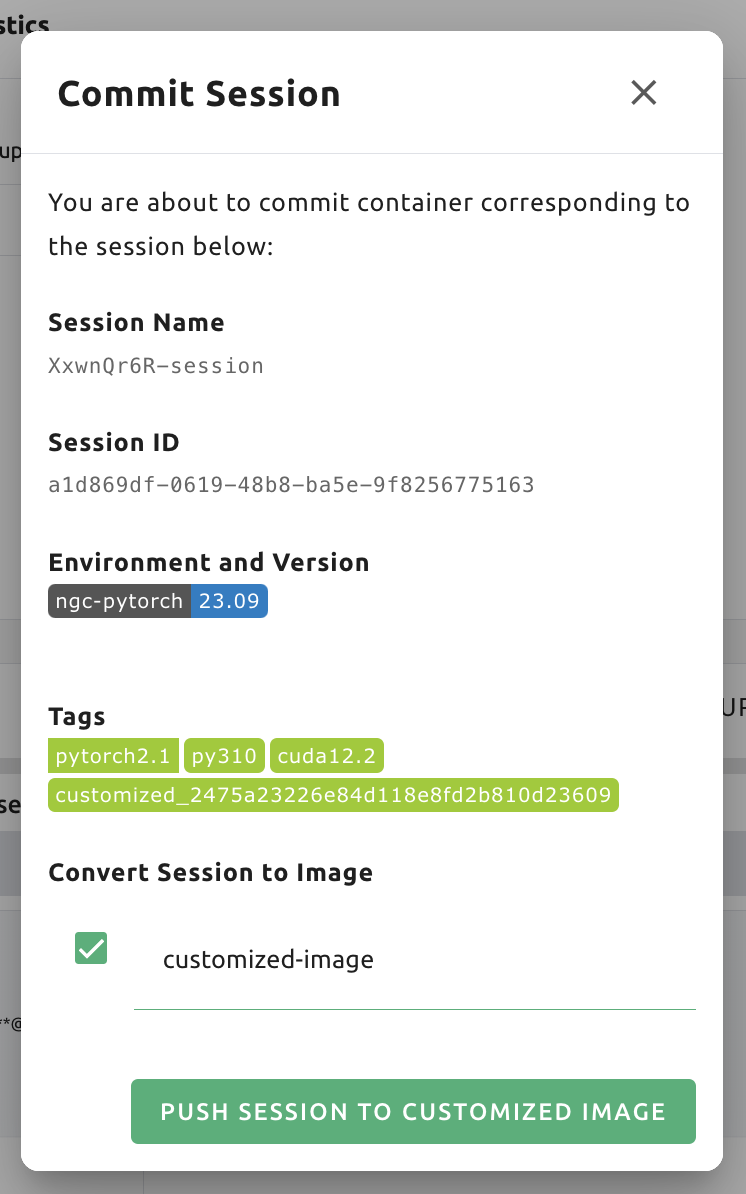 stics
Commit Session
up
You are about to commit container corresponding to
the session below:
Session Name
XxwnQr6R-session
Session ID
a1d869df-0619-48b8-ba5e-9f8256775163
Environment and Version
ngc-pytorch 23.09
UP
Tags
pytorch2.1 py310 cuda12.2
customized_2475a23226e84d118e8fd2b810d23609
se
Convert Session to Image
customized-image
**@
PUSH SESSION TO CUSTOMIZED IMAGE